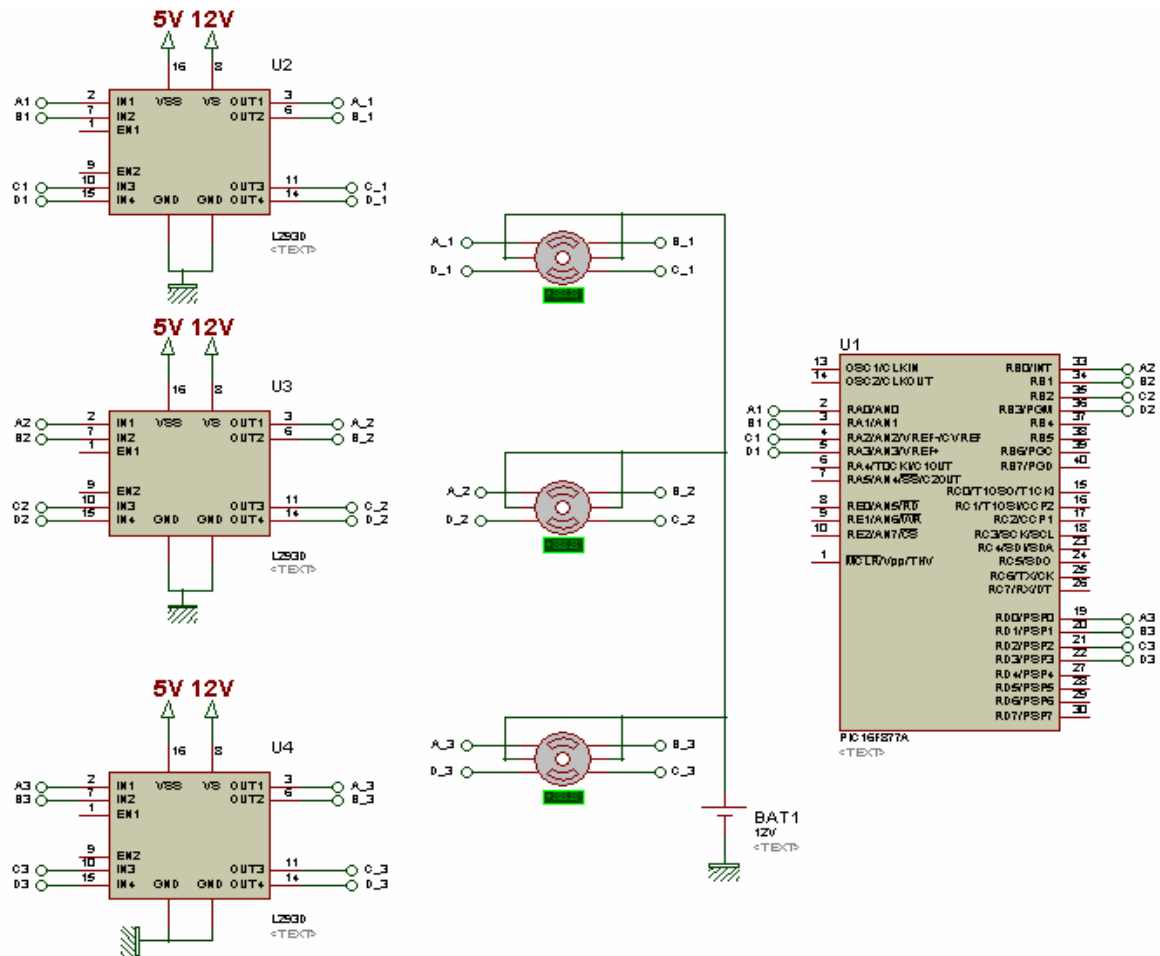 5V 12V
16 8
U2
A1 2 IN1 VSS VS OUT1 3 A_1
B1 7 IN2 OUT2 6 B_1
1 EN1
9 EN2
C1 10 IN3 OUT3 11 C_1
D1 15 IN4 GND GND OUT4 14 D_1
L293D
<TEXT>
5V 12V
16 8
U3
A2 2 IN1 VSS VS OUT1 3 A_2
B2 7 IN2 OUT2 6 B_2
1 EN1
9 EN2
C2 10 IN3 OUT3 11 C_2
D2 15 IN4 GND GND OUT4 14 D_2
L293D
<TEXT>
5V 12V
16 8
U4
A3 2 IN1 VSS VS OUT1 3 A_3
B3 7 IN2 OUT2 6 B_3
1 EN1
9 EN2
C3 10 IN3 OUT3 11 C_3
D3 15 IN4 GND GND OUT4 14 D_3
L293D
<TEXT>
A_1 B_1
D_1 C_1
A_2 B_2
D_2 C_2
A_3 B_3
D_3 C_3
BAT1
12V
<TEXT>
U1
13 OSC1/CLKIN RB0/INT 33 A2
14 OSC2/CLKOUT RB1 34 B2
RB2 35 C2
A1 2 RA0/AN0 RB3/PGM 36 D2
B1 3 RA1/AN1 RB4 37
C1 4 RA2/AN2/VREF-/CVREF RB5 38
D1 5 RA3/AN3/VREF+ RB6/PGC 39
6 RA4/T0CKI/C1OUT RB7/PGD 40
7 RA5/AN4/SS/C2OUT
RC0/T1OSO/T1CKI 15
8 RE0/AN5/RD RC1/T1OSI/CCP2 16
9 RE1/AN6/WR RC2/CCP1 17
10 RE2/AN7/CS RC3/SCK/SCL 18
RC4/SDI/SDA 23
1 MCLR/Vpp/THV RC5/SDO 24
RC6/TX/CK 25
RC7/RX/DT 26
RD0/PSP0 19 A3
RD1/PSP1 20 B3
RD2/PSP2 21 C3
RD3/PSP3 22 D3
RD4/PSP4 27
RD5/PSP5 28
RD6/PSP6 29
RD7/PSP7 30
PIC16F877A
<TEXT>